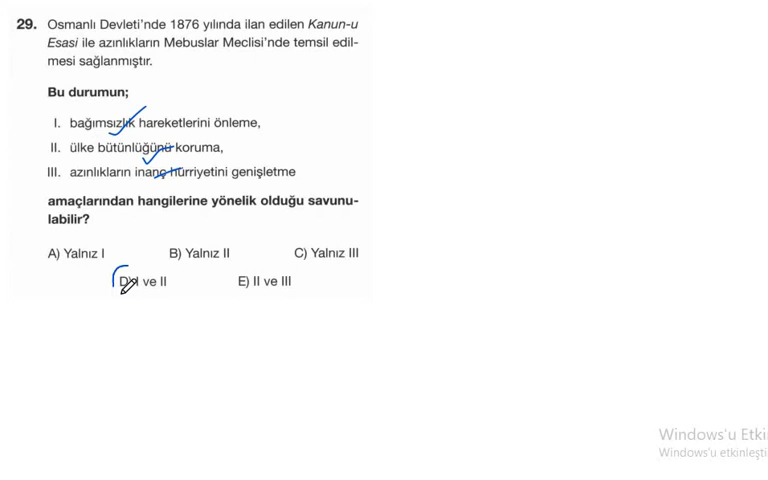 29. Osmanlı Devleti'nde 1876 yılında ilan edilen Kanun-u
Esasi ile azınlıkların Mebuslar Meclisi'nde temsil edil-
mesi sağlanmıştır.
Bu durumun;
I. bağımsızlık hareketlerini önleme,
II. ülke bütünlüğünü koruma,
III. azınlıkların inanç hürriyetini genişletme
amaçlarından hangilerine yönelik olduğu savunu-
labilir?
A) Yalnız I B) Yalnız II C) Yalnız III
D) I ve II E) II ve III
Windows'u Etki
Windows'u etkinleşti